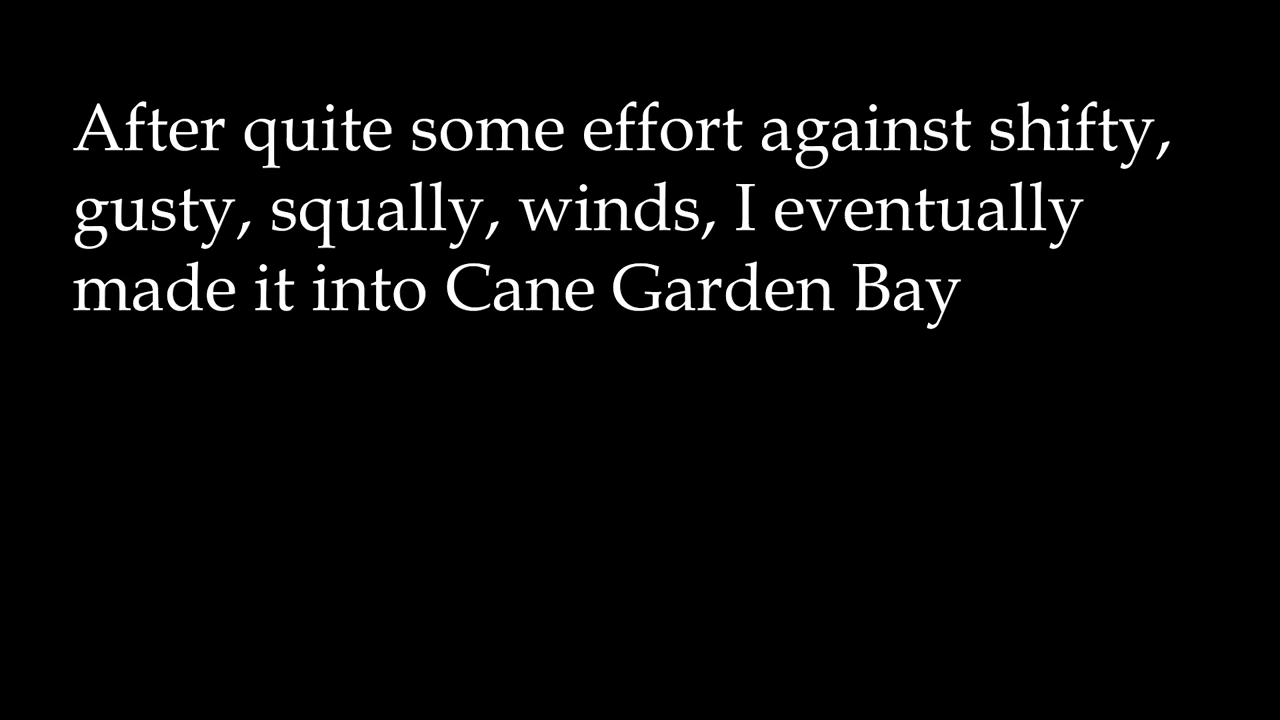 After quite some effort against shifty,
gusty, squally, winds, I eventually
made it into Cane Garden Bay